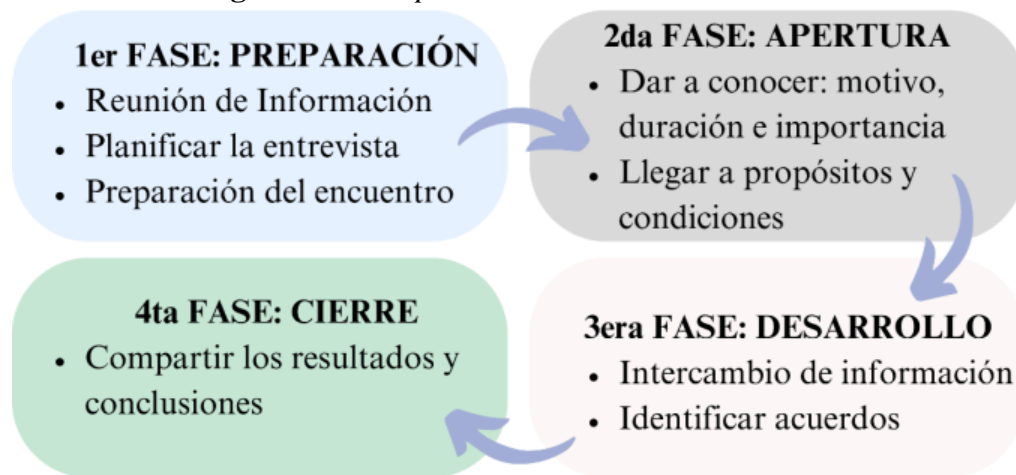 1er FASE: PREPARACIÓN
• Reunión de Información
• Planificar la entrevista
• Preparación del encuentro
2da FASE: APERTURA
• Dar a conocer: motivo,
duración e importancia
• Llegar a propósitos y
condiciones
3era FASE: DESARROLLO
• Intercambio de información
• Identificar acuerdos
4ta FASE: CIERRE
• Compartir los resultados y
conclusiones